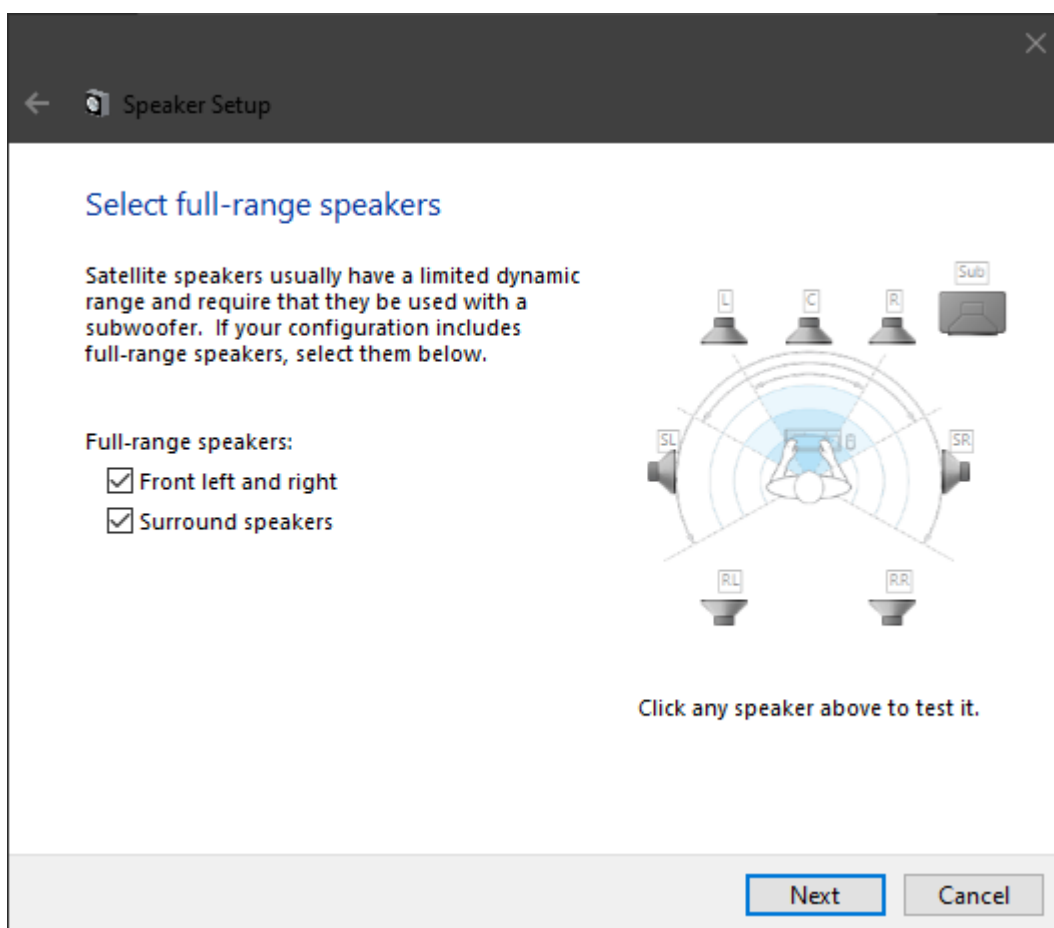 Speaker Setup
Select full-range speakers
Satellite speakers usually have a limited dynamic
range and require that they be used with a
subwoofer.  If your configuration includes
full-range speakers, select them below.
Full-range speakers:
Front left and right
Surround speakers
Sub
L C R
SL SR
RL RR
Click any speaker above to test it.
Next Cancel